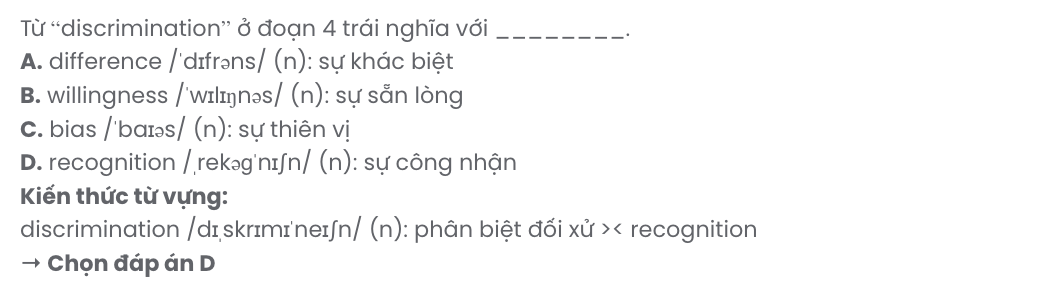 Từ “discrimination” ở đoạn 4 trái nghĩa với ________.
A. difference /ˈdɪfrəns/ (n): sự khác biệt
B. willingness /ˈwɪlɪŋnəs/ (n): sự sẵn lòng
C. bias /ˈbaɪəs/ (n): sự thiên vị
D. recognition /ˌrekəɡˈnɪʃn/ (n): sự công nhận
Kiến thức từ vựng:
discrimination /dɪˌskrɪmɪˈneɪʃn/ (n): phân biệt đối xử >< recognition
→ Chọn đáp án D